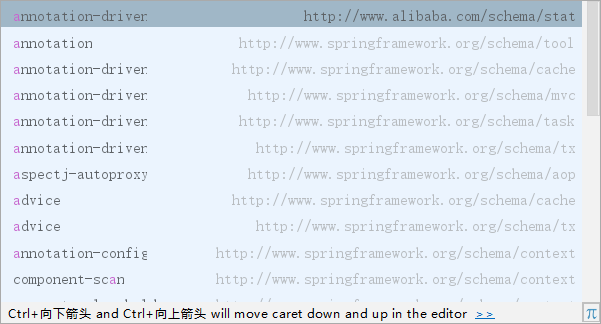 annotation-driven http://www.alibaba.com/schema/stat
annotation http://www.springframework.org/schema/tool
annotation-driven http://www.springframework.org/schema/cache
annotation-driven http://www.springframework.org/schema/mvc
annotation-driven http://www.springframework.org/schema/task
annotation-driven http://www.springframework.org/schema/tx
aspectj-autoproxy http://www.springframework.org/schema/aop
advice http://www.springframework.org/schema/cache
advice http://www.springframework.org/schema/tx
annotation-config http://www.springframework.org/schema/context
component-scan http://www.springframework.org/schema/context
Ctrl+向下箭头 and Ctrl+向上箭头 will move caret down and up in the editor >>
π